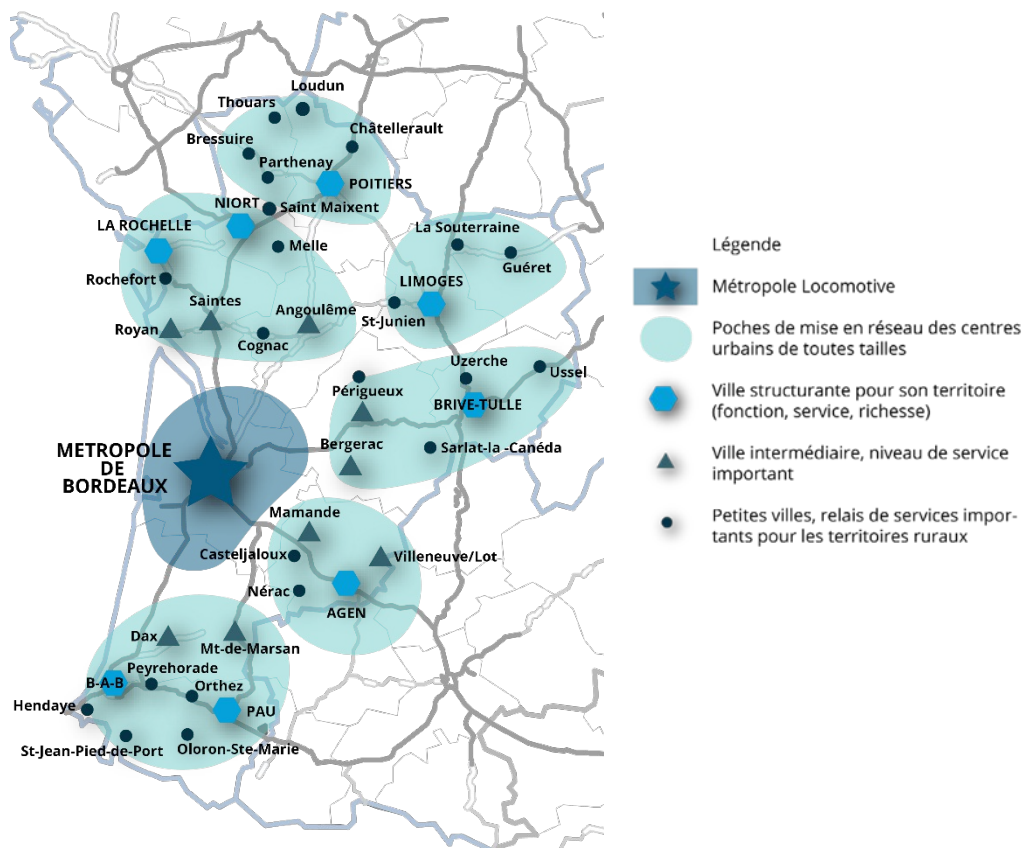 Loudun
Thouars
Châtellerault
Bressuire
Parthenay
POITIERS
NIORT
Saint Maixent
LA ROCHELLE
Melle
La Souterraine
Guéret
Rochefort
LIMOGES
Saintes
Angoulême
St-Junien
Royan
Cognac
Uzerche
Ussel
Périgueux
BRIVE-TULLE
Bergerac
Sarlat-la -Canéda
METROPOLE
DE
BORDEAUX
Mamande
Casteljaloux
Villeneuve/Lot
Nérac
AGEN
Dax
Mt-de-Marsan
Peyrehorade
B-A-B
Orthez
Hendaye
PAU
St-Jean-Pied-de-Port
Oloron-Ste-Marie
Légende
Métropole Locomotive
Poches de mise en réseau des centres
urbains de toutes tailles
Ville structurante pour son territoire
(fonction, service, richesse)
Ville intermédiaire, niveau de service
important
Petites villes, relais de services impor-
tants pour les territoires ruraux